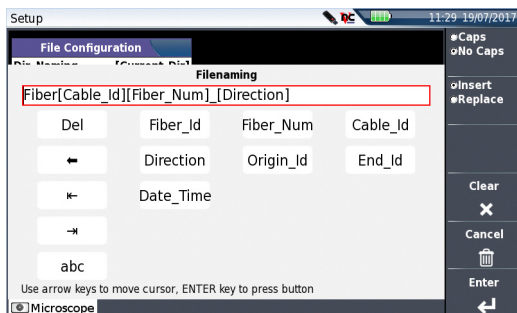 Setup
11:29 19/07/2017
File Configuration
Filenaming
Fiber[Cable_Id][Fiber_Num]_[Direction]
Del Fiber_Id Fiber_Num Cable_Id
Direction Origin_Id End_Id
Date_Time
abc
Use arrow keys to move cursor, ENTER key to press button
Microscope
Caps
No Caps
Insert
Replace
Clear
Cancel
Enter